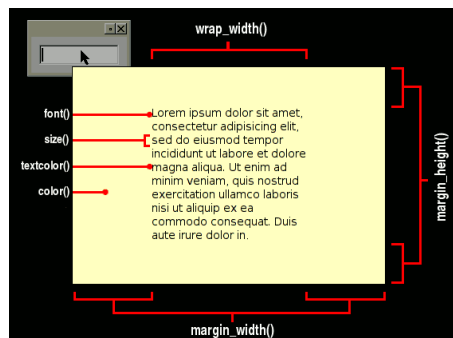 wrap_width()
font()
size()
textcolor()
color()
Lorem ipsum dolor sit amet,
consectetur adipisicing elit,
sed do eiusmod tempor
incididunt ut labore et dolore
magna aliqua. Ut enim ad
minim veniam, quis nostrud
exercitation ullamco laboris
nisi ut aliquip ex ea
commodo consequat. Duis
aute irure dolor in.
margin_height()
margin_width()